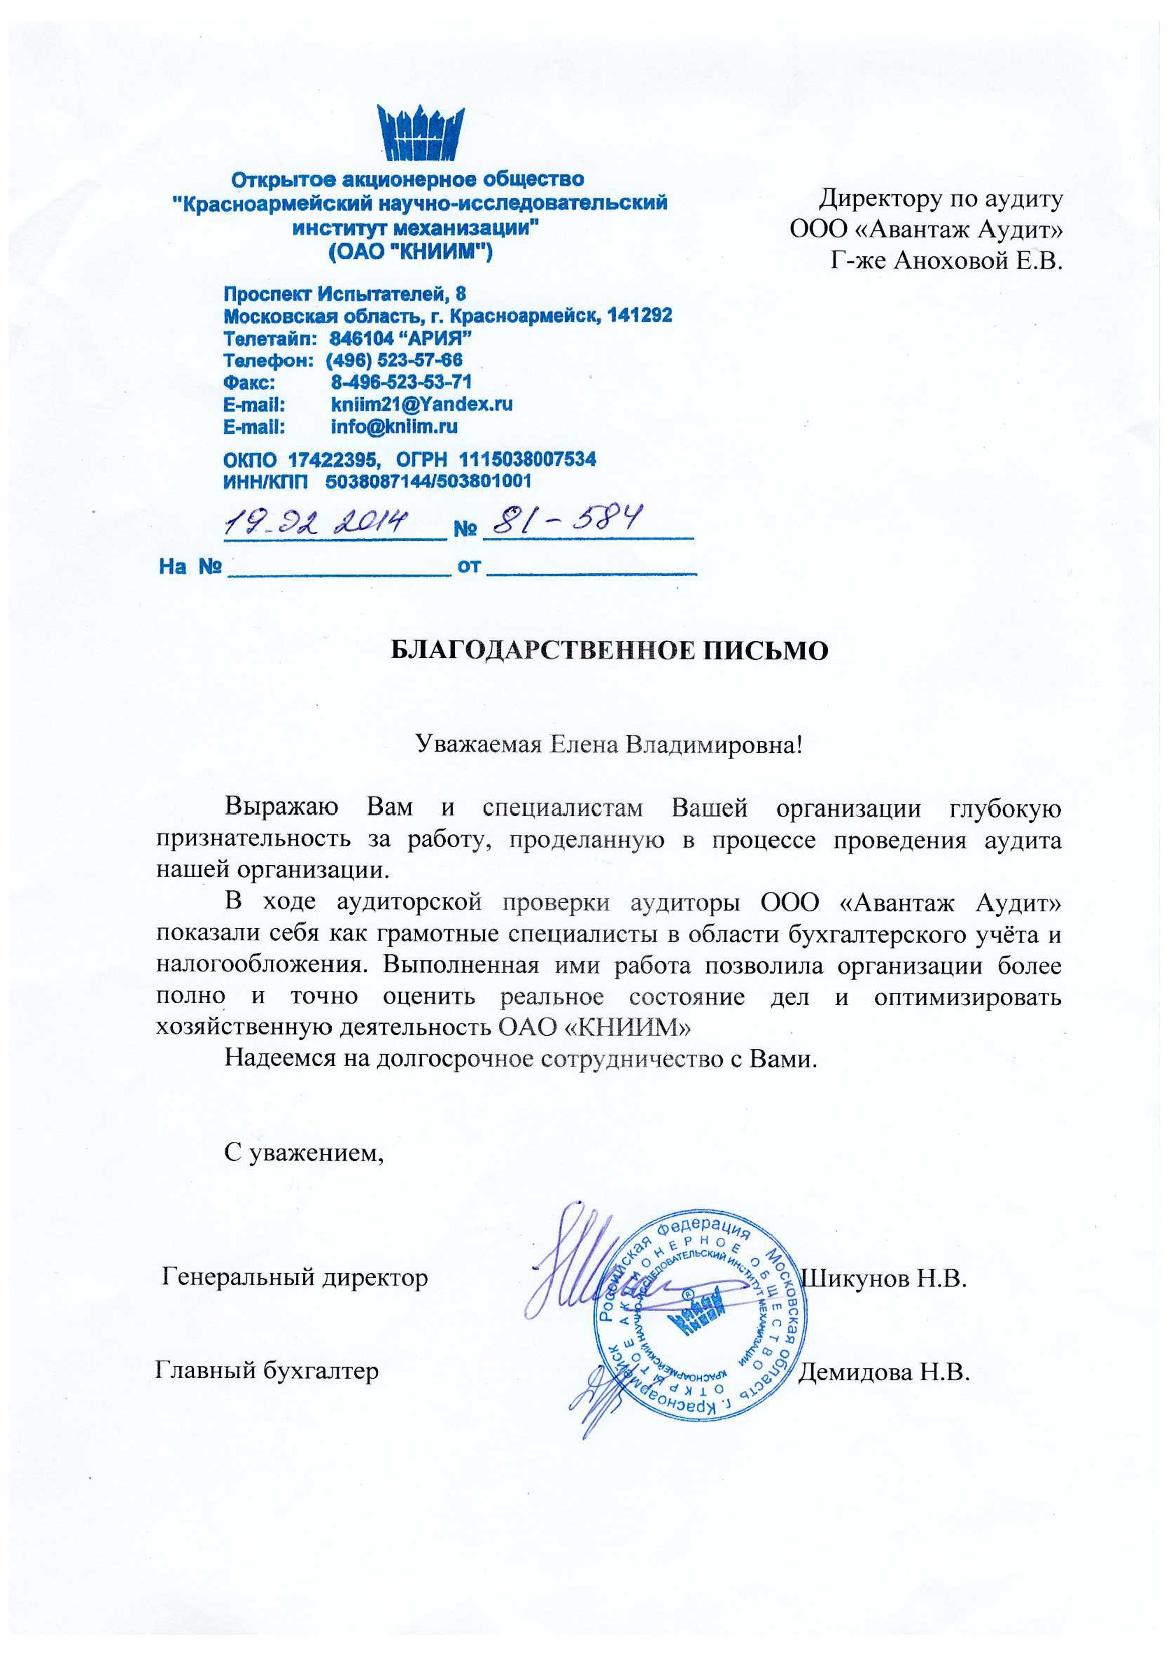 КНИИМ
Открытое акционерное общество
"Красноармейский научно-исследовательский
институт механизации"
(ОАО "КНИИМ")
Проспект Испытателей, 8
Московская область, г. Красноармейск, 141292
Телетайп: 846104 “АРИЯ”
Телефон: (496) 523-57-66
Факс: 8-496-523-53-71
E-mail: kniim21@Yandex.ru
E-mail: info@kniim.ru
ОКПО 17422395, ОГРН 1115038007534
ИНН/КПП 5038087144/503801001
19.02 2014 № 81-584
На № от
Директору по аудиту
ООО «Авантаж Аудит»
Г-же Аноховой Е.В.
БЛАГОДАРСТВЕННОЕ ПИСЬМО
Уважаемая Елена Владимировна!
Выражаю Вам и специалистам Вашей организации глубокую
признательность за работу, проделанную в процессе проведения аудита
нашей организации.
В ходе аудиторской проверки аудиторы ООО «Авантаж Аудит»
показали себя как грамотные специалисты в области бухгалтерского учёта и
налогообложения. Выполненная ими работа позволила организации более
полно и точно оценить реальное состояние дел и оптимизировать
хозяйственную деятельность ОАО «КНИИМ»
Надеемся на долгосрочное сотрудничество с Вами.
С уважением,
Генеральный директор Шикунов Н.В.
Главный бухгалтер Демидова Н.В.
Российская Федерация Московская область г. Красноармейск
ОТКРЫТОЕ АКЦИОНЕРНОЕ ОБЩЕСТВО
КРАСНОАРМЕЙСКИЙ НАУЧНО-ИССЛЕДОВАТЕЛЬСКИЙ ИНСТИТУТ МЕХАНИЗАЦИИ